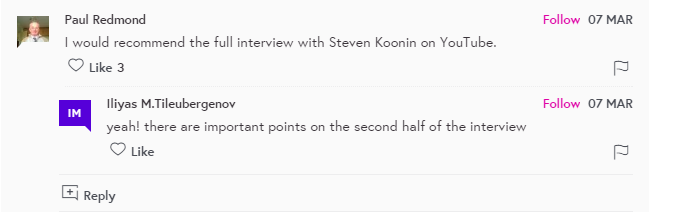 Paul Redmond Follow 07 MAR
I would recommend the full interview with Steven Koonin on YouTube.
Like 3
IM Iliyas M.Tileubergenov Follow 07 MAR
yeah! there are important points on the second half of the interview
Like
Reply